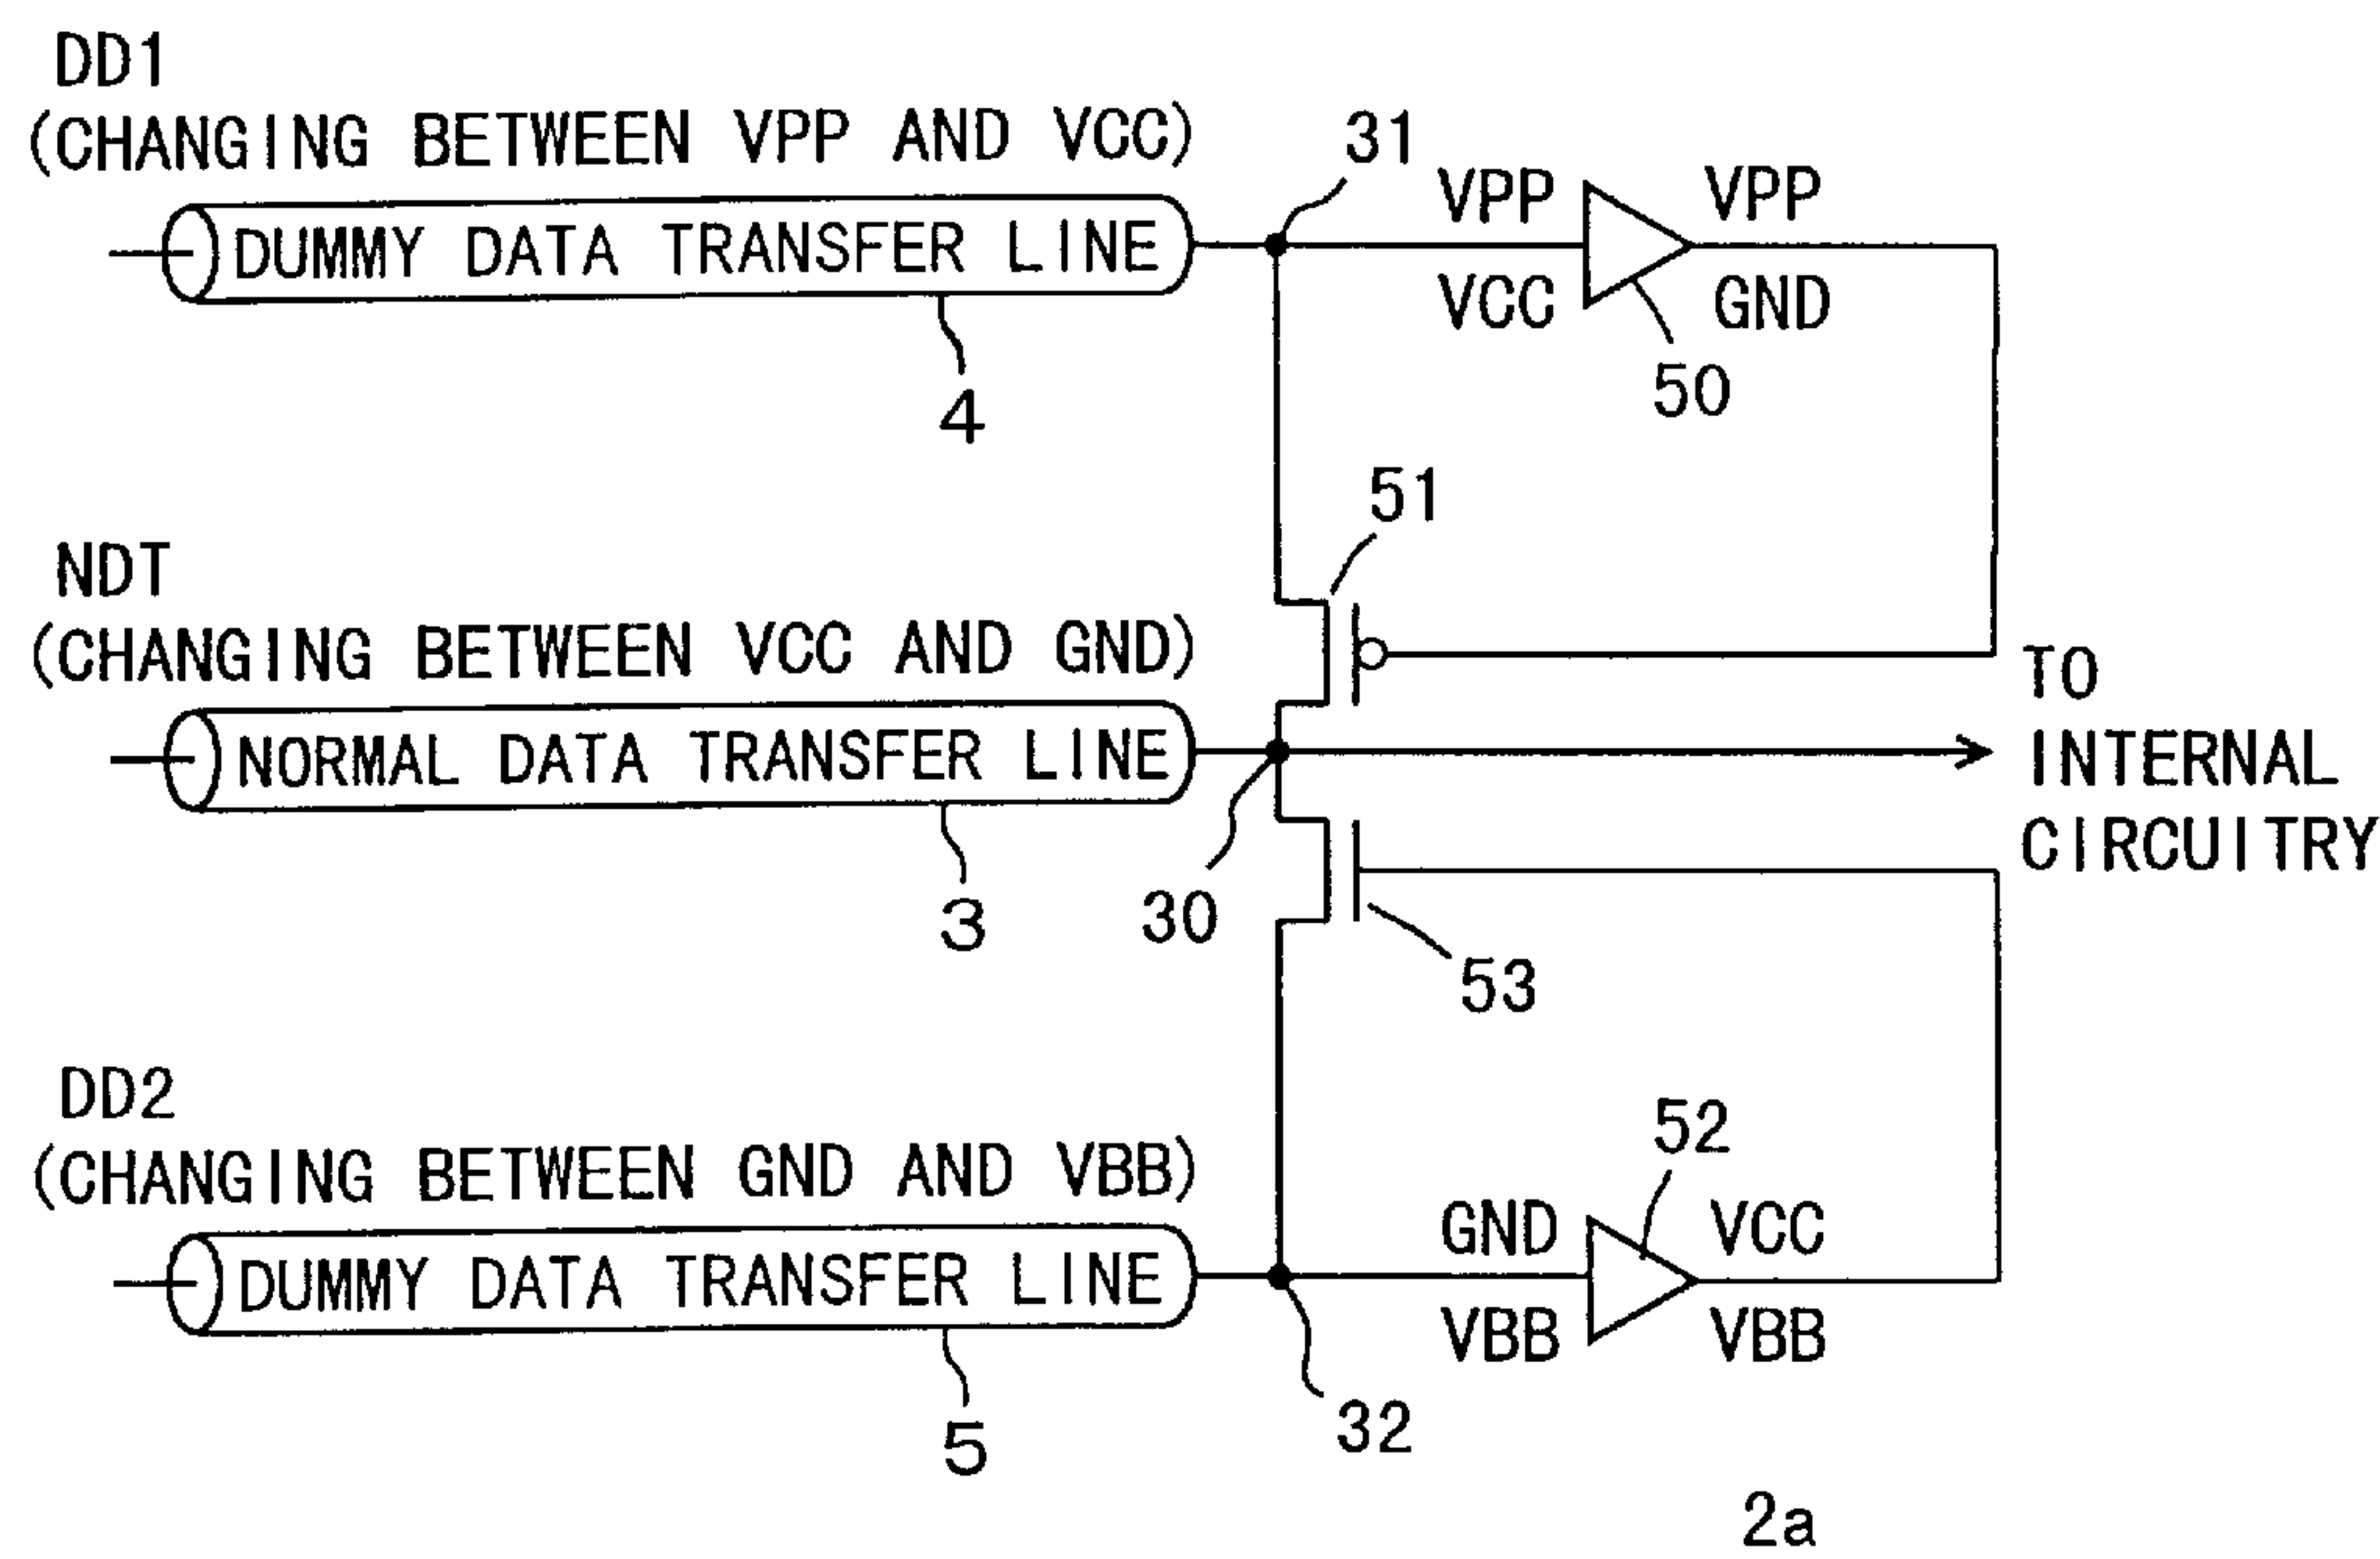 DD1
(CHANGING BETWEEN VPP AND VCC)
31
VPP
VPP
DUMMY DATA TRANSFER LINE
VCC
GND
50
4
51
NDT
(CHANGING BETWEEN VCC AND GND)
TO
INTERNAL
CIRCUITRY
NORMAL DATA TRANSFER LINE
3
30
53
DD2
(CHANGING BETWEEN GND AND VBB)
52
GND
VCC
DUMMY DATA TRANSFER LINE
VBB
VBB
5
32
2a